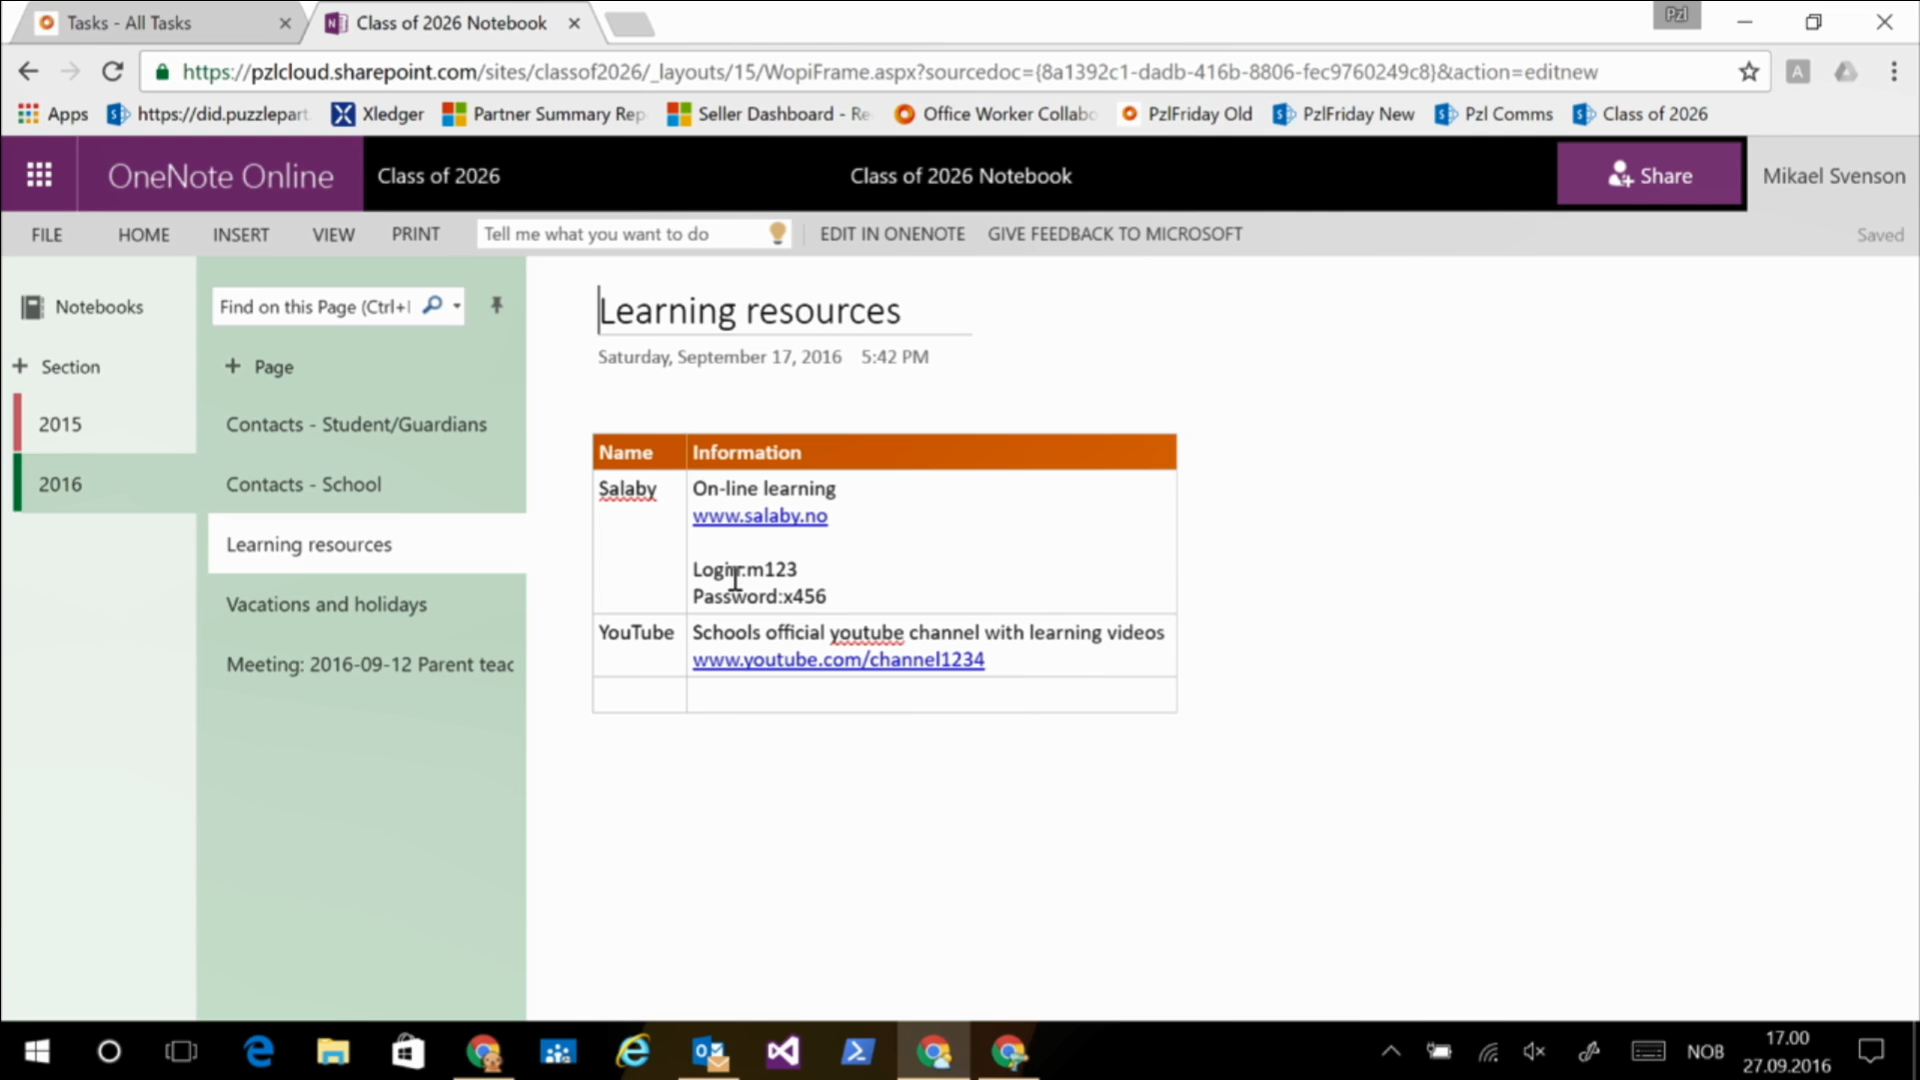 Tasks - All Tasks
Class of 2026 Notebook
Pzl
https://pzlcloud.sharepoint.com/sites/classof2026/_layouts/15/WopiFrame.aspx?sourcedoc={8a1392c1-dadb-416b-8806-fec9760249c8}&action=editnew
Apps https://did.puzzlepart Xledger Partner Summary Rep Seller Dashboard - Re Office Worker Collabo PzlFriday Old PzlFriday New Pzl Comms Class of 2026
OneNote Online Class of 2026 Class of 2026 Notebook Share Mikael Svenson
FILE HOME INSERT VIEW PRINT Tell me what you want to do EDIT IN ONENOTE GIVE FEEDBACK TO MICROSOFT Saved
Notebooks
Section
2015
2016
Find on this Page (Ctrl+
Page
Contacts - Student/Guardians
Contacts - School
Learning resources
Vacations and holidays
Meeting: 2016-09-12 Parent teac
Learning resources
Saturday, September 17, 2016 5:42 PM
Name Information
Salaby On-line learning
www.salaby.no
Login:m123
Password:x456
YouTube Schools official youtube channel with learning videos
www.youtube.com/channel1234
NOB
17.00
27.09.2016